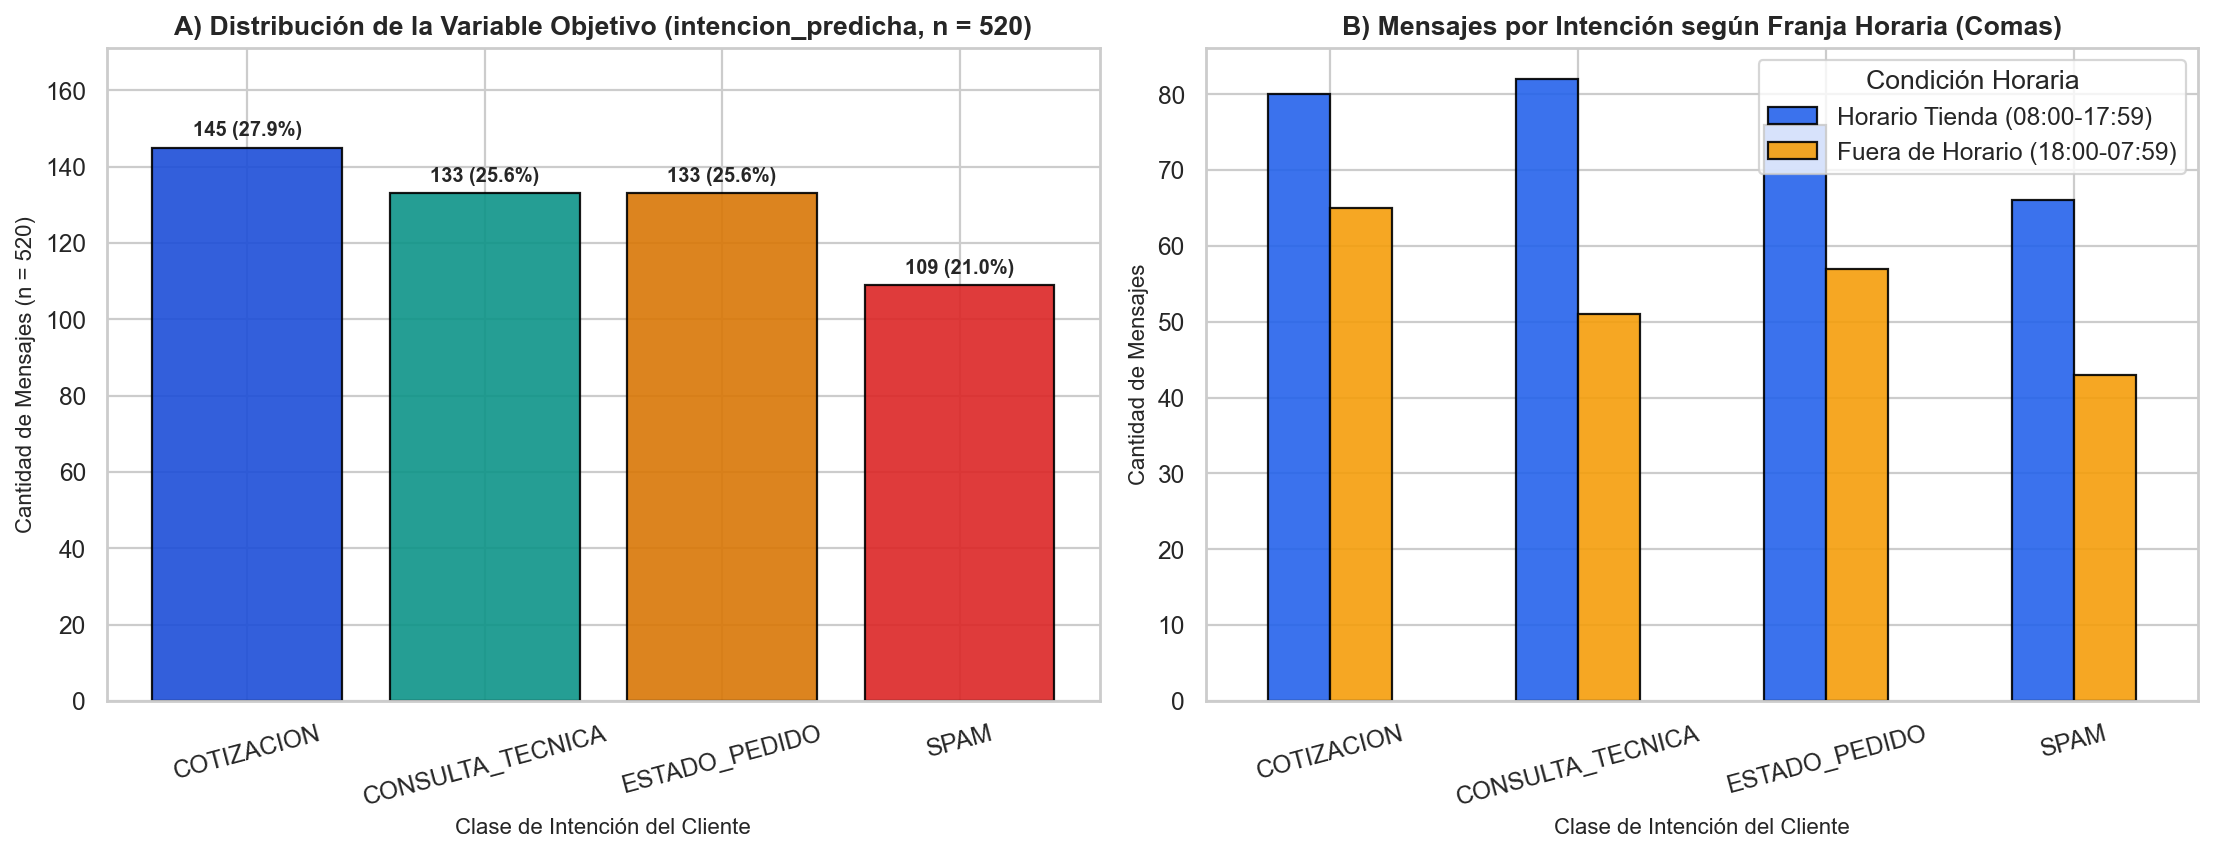 A) Distribución de la Variable Objetivo (intencion_predicha, n = 520)
Cantidad de Mensajes (n = 520)
160
140
120
100
80
60
40
20
0
145 (27.9%)
133 (25.6%)
133 (25.6%)
109 (21.0%)
COTIZACION
CONSULTA_TECNICA
ESTADO_PEDIDO
SPAM
Clase de Intención del Cliente
B) Mensajes por Intención según Franja Horaria (Comas)
Cantidad de Mensajes
80
70
60
50
40
30
20
10
0
Condición Horaria
Horario Tienda (08:00-17:59)
Fuera de Horario (18:00-07:59)
COTIZACION
CONSULTA_TECNICA
ESTADO_PEDIDO
SPAM
Clase de Intención del Cliente